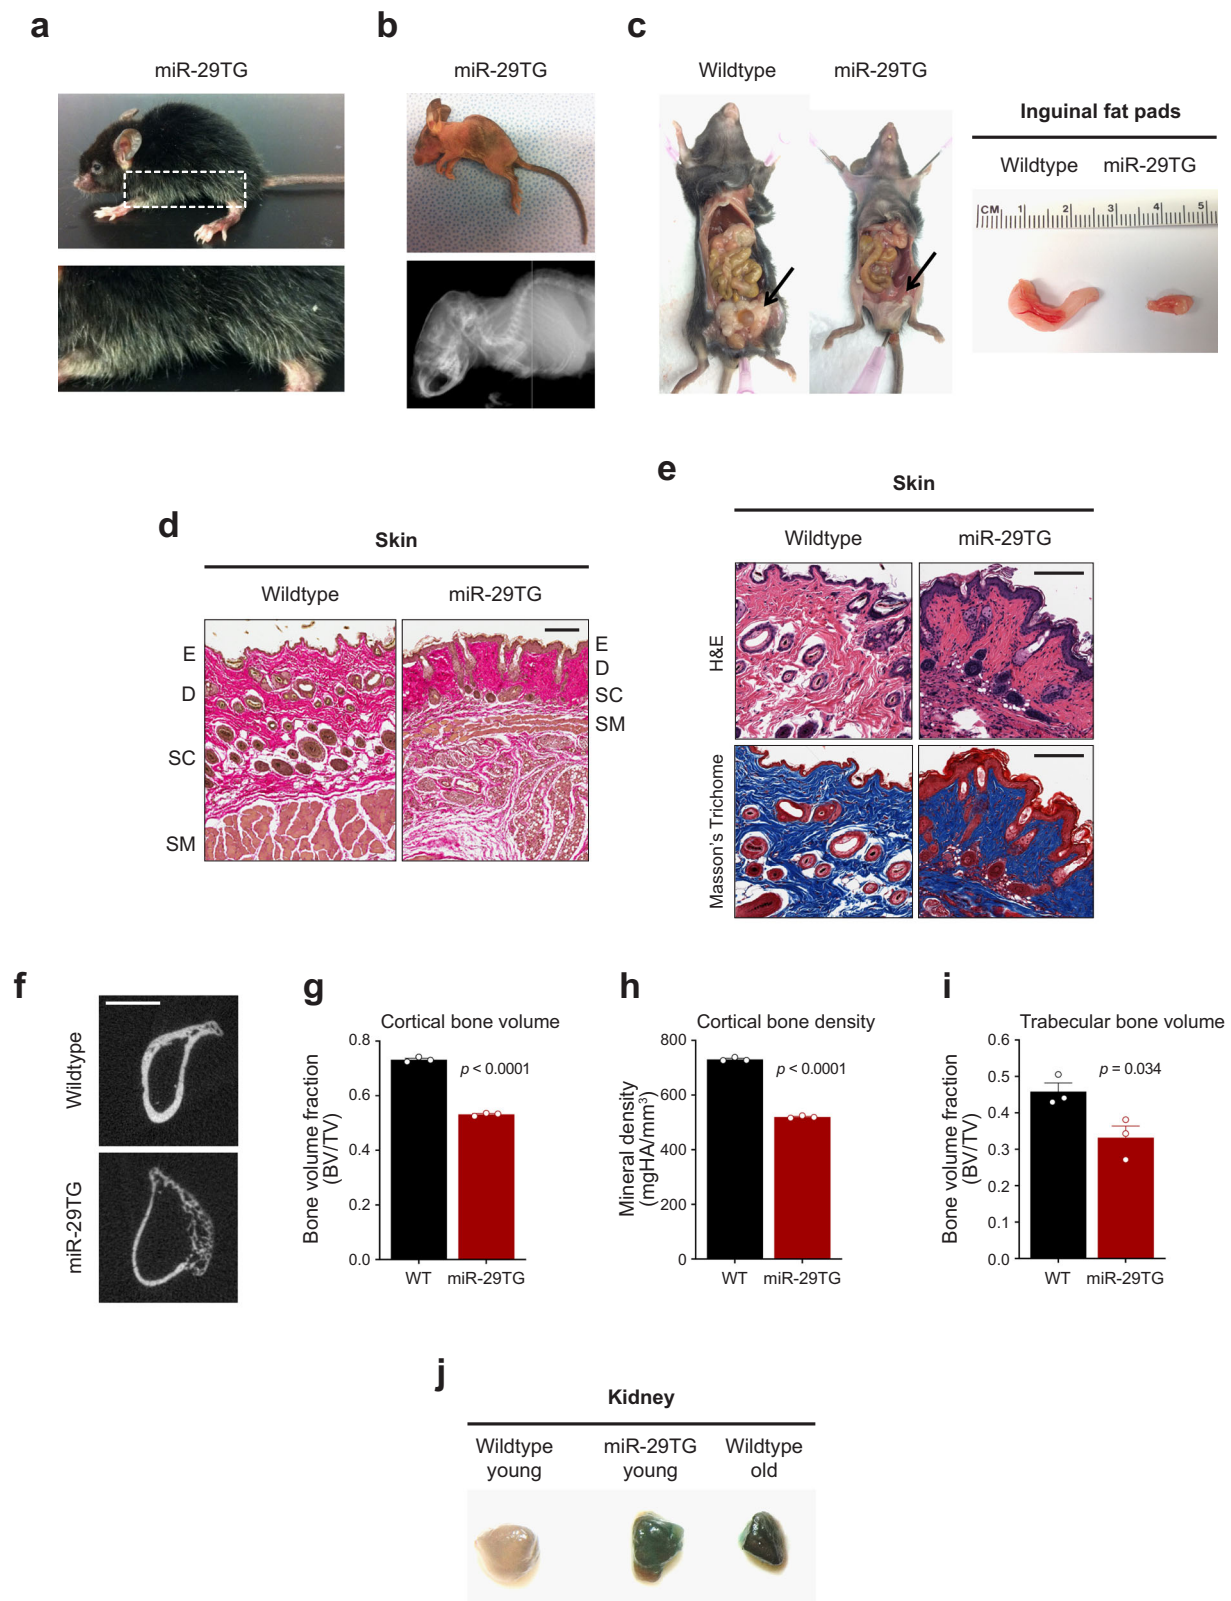 a
miR-29TG
b
miR-29TG
c
Wildtype
miR-29TG
Inguinal fat pads
Wildtype
miR-29TG
CM 1 2 3 4 5
d
Skin
Wildtype
miR-29TG
E
D
SC
SM
E
D
SC
SM
e
Skin
Wildtype
miR-29TG
H&E
Masson's Trichome
f
Wildtype
miR-29TG
g
Cortical bone volume
Bone volume fraction
(BV/TV)
0.8
0.6
0.4
0.2
0.0
p < 0.0001
WT
miR-29TG
h
Cortical bone density
Mineral density
(mgHA/mm³)
800
600
400
200
0
p < 0.0001
WT
miR-29TG
i
Trabecular bone volume
Bone volume fraction
(BV/TV)
0.6
0.5
0.4
0.3
0.2
0.1
0.0
p = 0.034
WT
miR-29TG
j
Kidney
Wildtype
young
miR-29TG
young
Wildtype
old